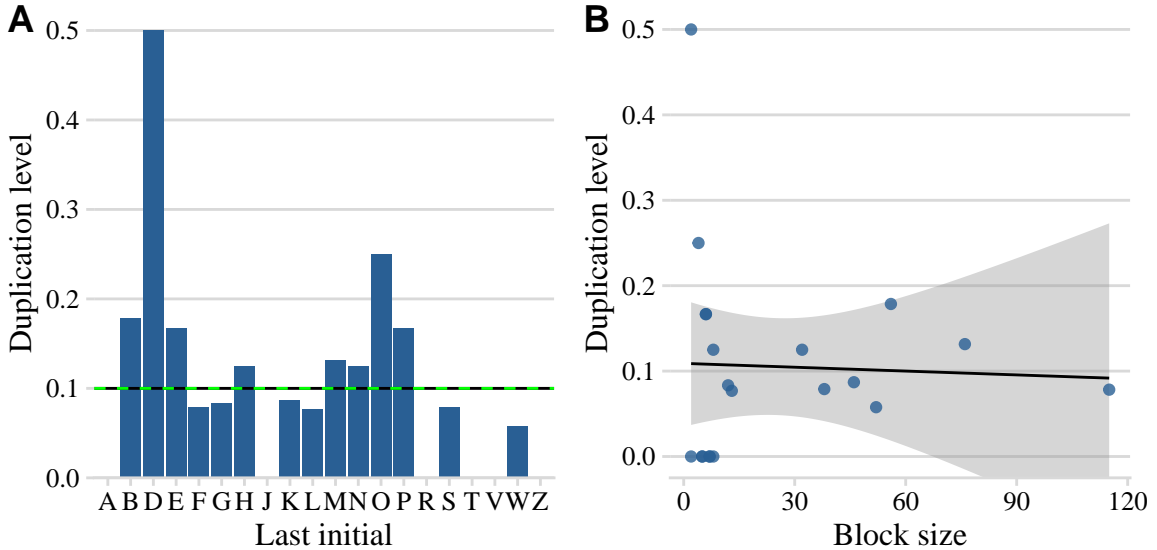 A
Duplication level
0.5
0.4
0.3
0.2
0.1
0.0
A B D E F G H J K L M N O P R S T V W Z
Last initial
B
Duplication level
0.5
0.4
0.3
0.2
0.1
0.0
0 30 60 90 120
Block size